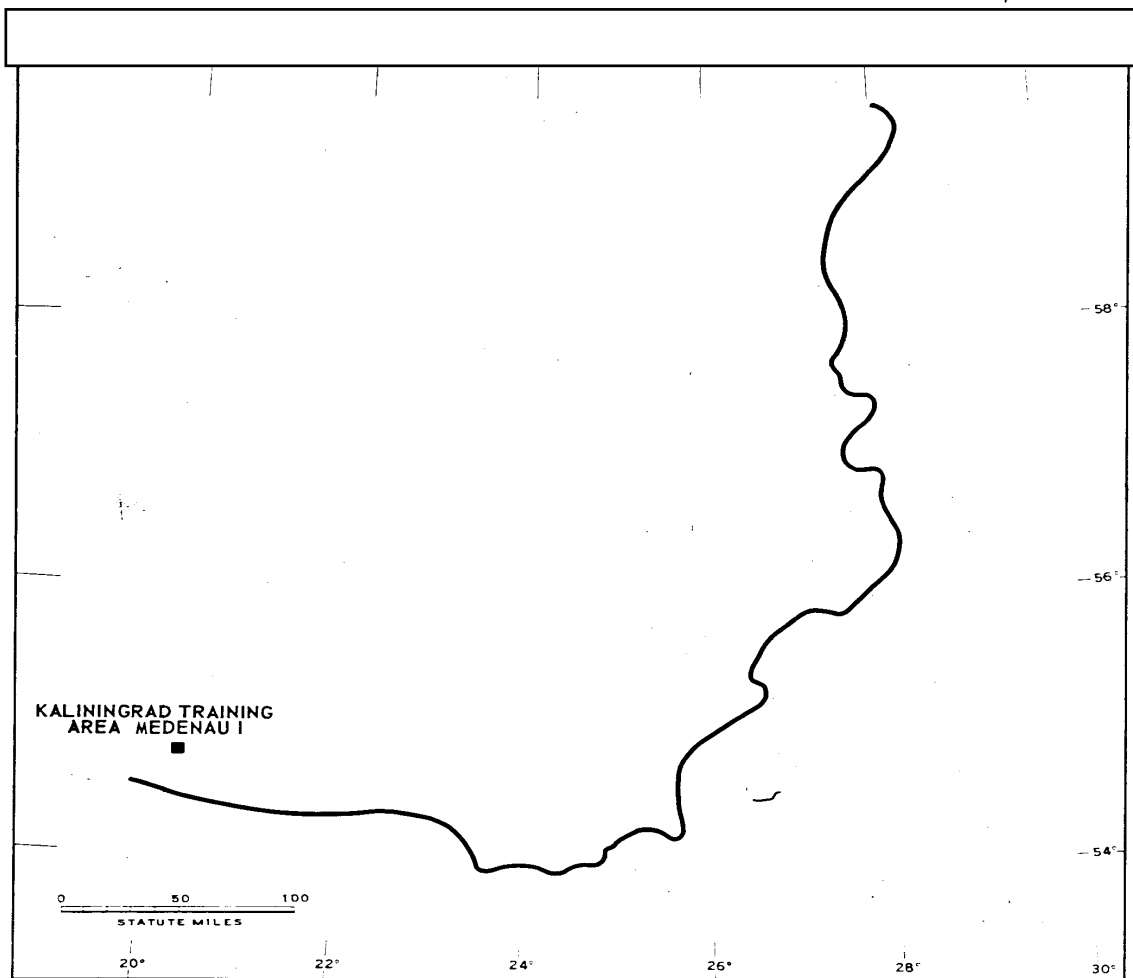 58°
56°
KALININGRAD TRAINING
AREA MEDENAU I
54°
0 50 100
STATUTE MILES
20° 22° 24° 26° 28° 30°